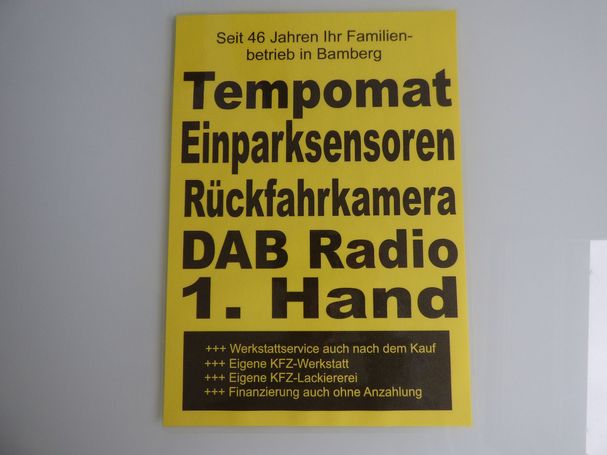 Seit 46 Jahren Ihr Familien-
betrieb in Bamberg
Tempomat
Einparksensoren
Rückfahrkamera
DAB Radio
1. Hand
+++ Werkstattservice auch nach dem Kauf
+++ Eigene KFZ-Werkstatt
+++ Eigene KFZ-Lackiererei
+++ Finanzierung auch ohne Anzahlung